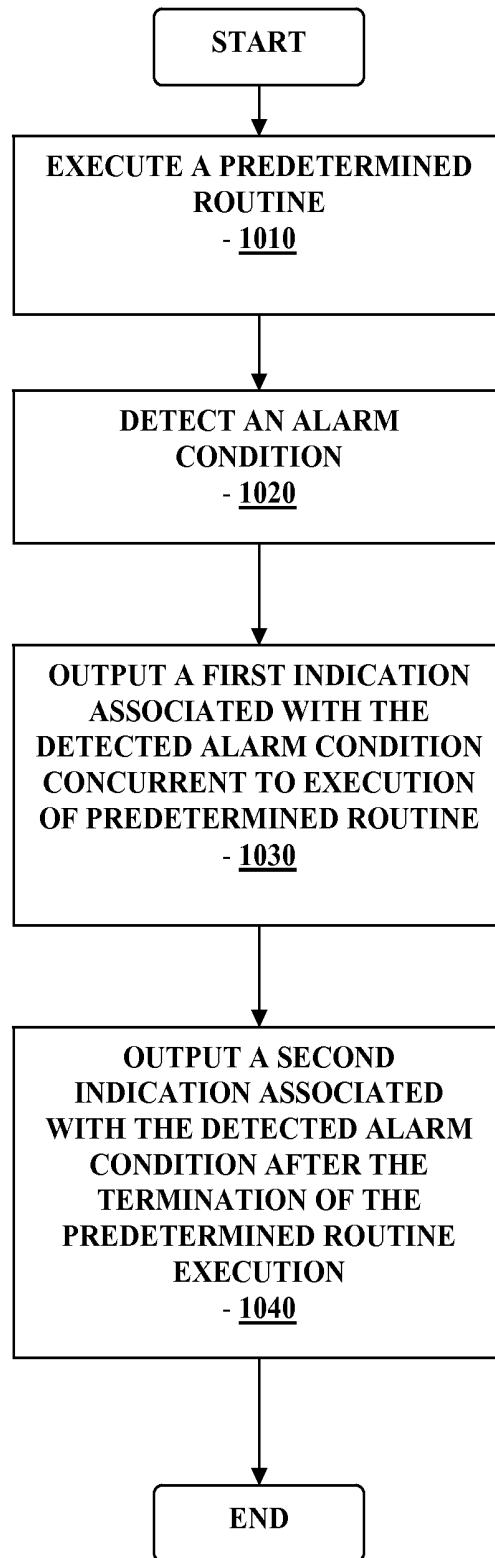 START
EXECUTE A PREDETERMINED
ROUTINE
- 1010
DETECT AN ALARM
CONDITION
- 1020
OUTPUT A FIRST INDICATION
ASSOCIATED WITH THE
DETECTED ALARM CONDITION
CONCURRENT TO EXECUTION
OF PREDETERMINED ROUTINE
- 1030
OUTPUT A SECOND
INDICATION ASSOCIATED
WITH THE DETECTED ALARM
CONDITION AFTER THE
TERMINATION OF THE
PREDETERMINED ROUTINE
EXECUTION
- 1040
END